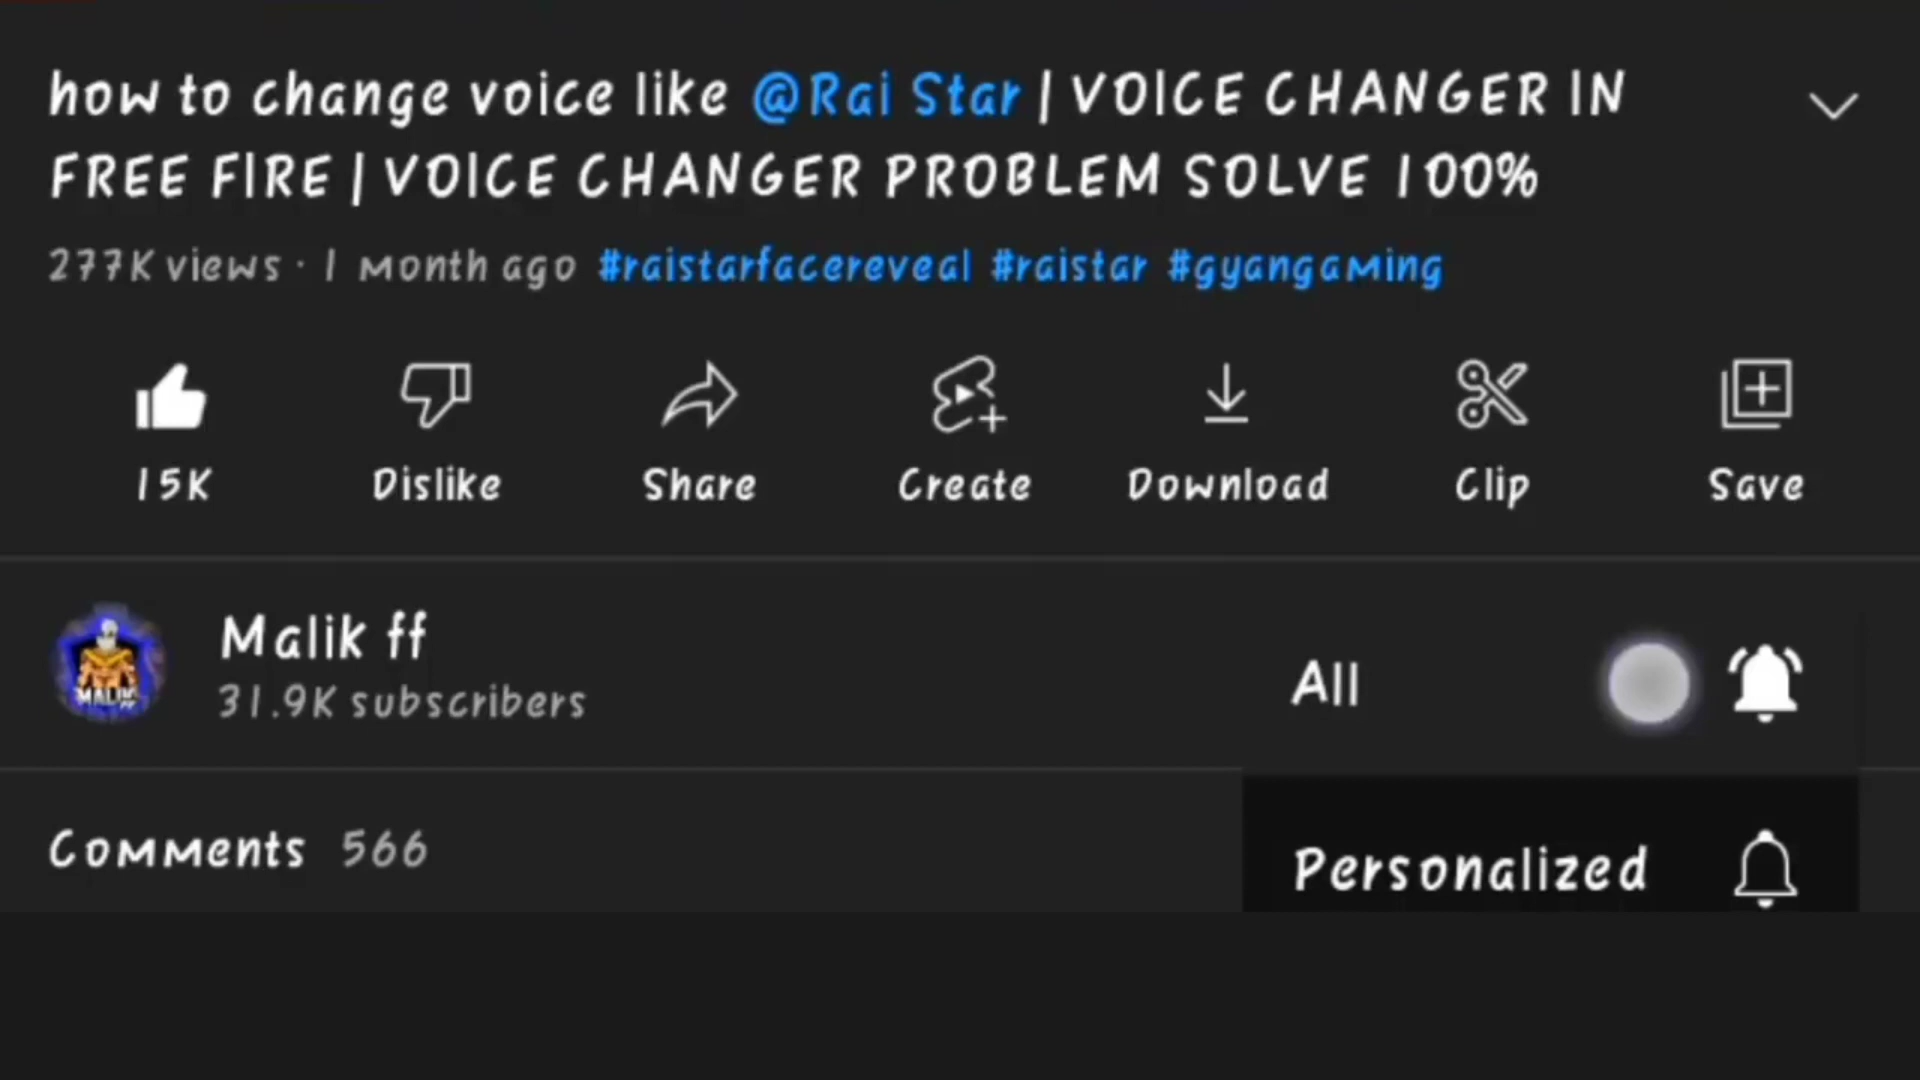 how to change voice like @Rai Star | VOICE CHANGER IN
FREE FIRE | VOICE CHANGER PROBLEM SOLVE 100%
277K views · 1 month ago #raistarfacereveal #raistar #gyangaming
15K Dislike Share Create Download Clip Save
MALIK
Malik ff
31.9K subscribers
All
Comments 566
Personalized